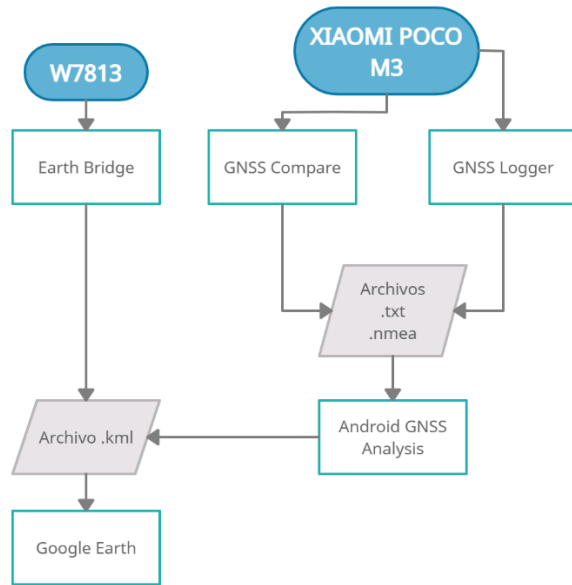 XIAOMI POCO
M3
W7813
Earth Bridge
GNSS Compare
GNSS Logger
Archivos
.txt
.nmea
Archivo .kml
Android GNSS
Analysis
Google Earth